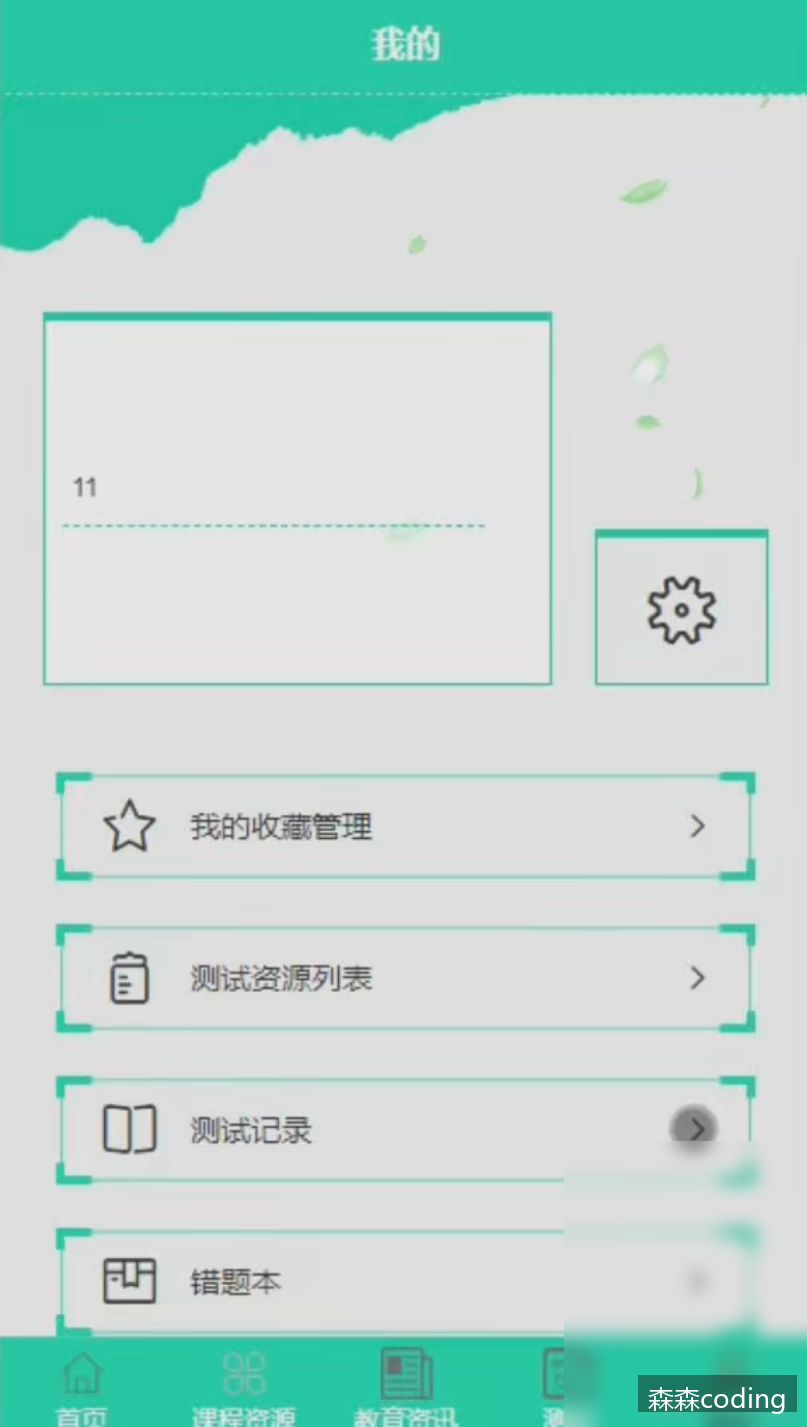 我的
11
我的收藏管理
测试资源列表
测试记录
错题本
首页
课程资源
教育资讯
测
森森coding